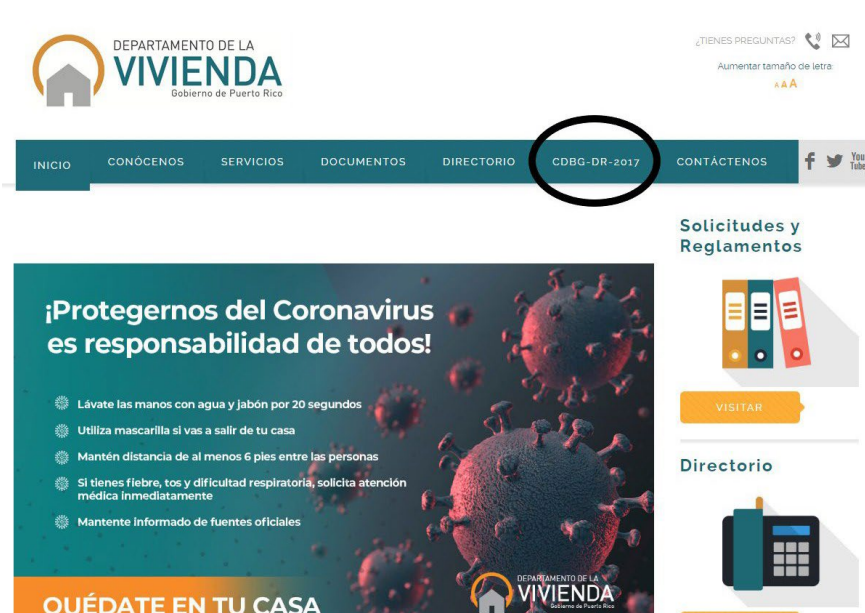 DEPARTAMENTO DE LA
VIVIENDA
Gobierno de Puerto Rico
¿TIENES PREGUNTAS?
Aumentar tamaño de letra:
A A A
INICIO CONÓCENOS SERVICIOS DOCUMENTOS DIRECTORIO CDBG-DR-2017 CONTÁCTENOS f You Tube
Solicitudes y
Reglamentos
VISITAR
Directorio
¡Protegernos del Coronavirus
es responsabilidad de todos!
Lávate las manos con agua y jabón por 20 segundos
Utiliza mascarilla si vas a salir de tu casa
Mantén distancia de al menos 6 pies entre las personas
Si tienes fiebre, tos y dificultad respiratoria, solicita atención
médica inmediatamente
Mantente informado de fuentes oficiales
QUÉDATE EN TU CASA
DEPARTAMENTO DE LA
VIVIENDA
Gobierno de Puerto Rico